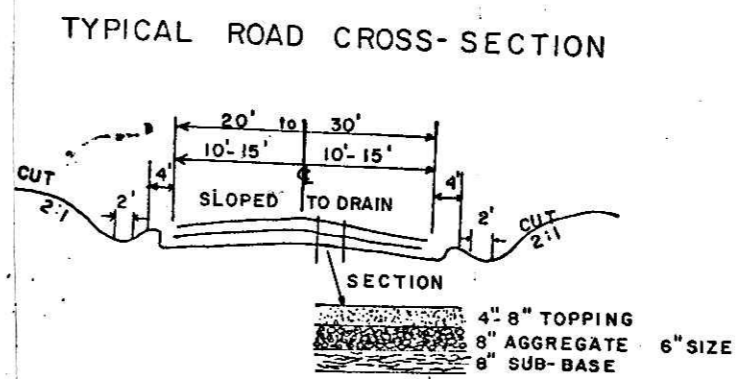 TYPICAL ROAD CROSS-SECTION
20' to 30'
10'-15' 10'-15'
℄
4' 4'
CUT 2:1
2' 2'
CUT 2:1
SLOPED TO DRAIN
SECTION
4"-8" TOPPING
8" AGGREGATE 6" SIZE
8" SUB-BASE